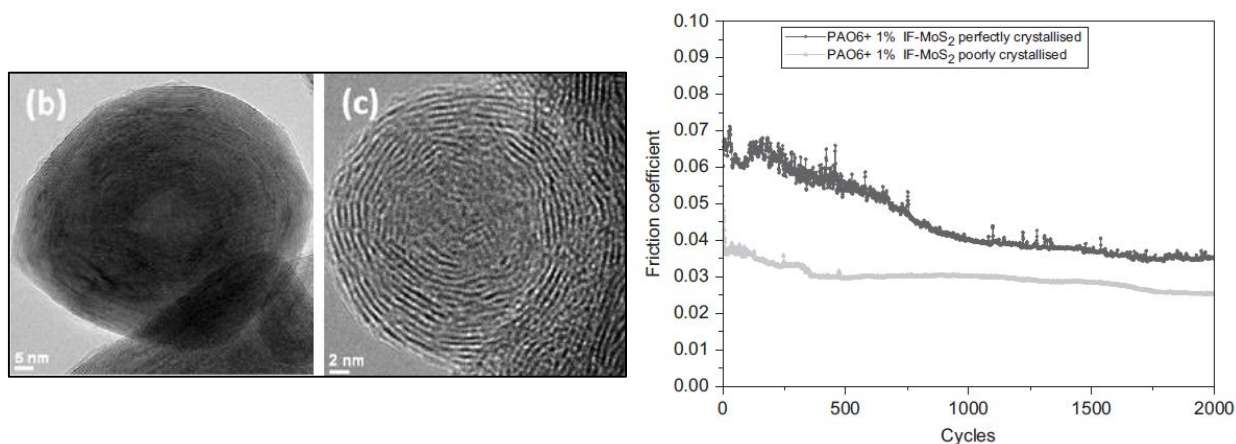 (b)
5 nm
(c)
2 nm
PAO6+ 1% IF-MoS2 perfectly crystallised
PAO6+ 1% IF-MoS2 poorly crystallised
Friction coefficient
0.10
0.09
0.08
0.07
0.06
0.05
0.04
0.03
0.02
0.01
0.00
0
500
1000
1500
2000
Cycles